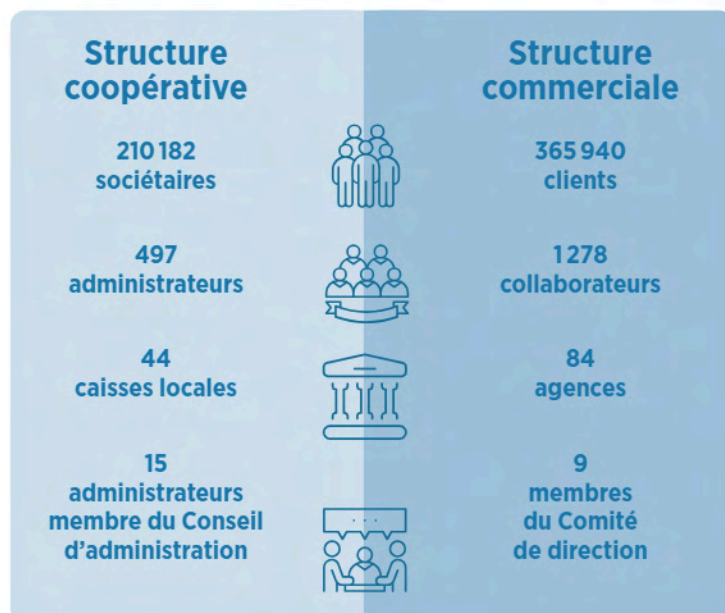 Structure
coopérative
210 182
sociétaires
497
administrateurs
44
caisses locales
15
administrateurs
membre du Conseil
d’administration
Structure
commerciale
365 940
clients
1 278
collaborateurs
84
agences
9
membres
du Comité
de direction